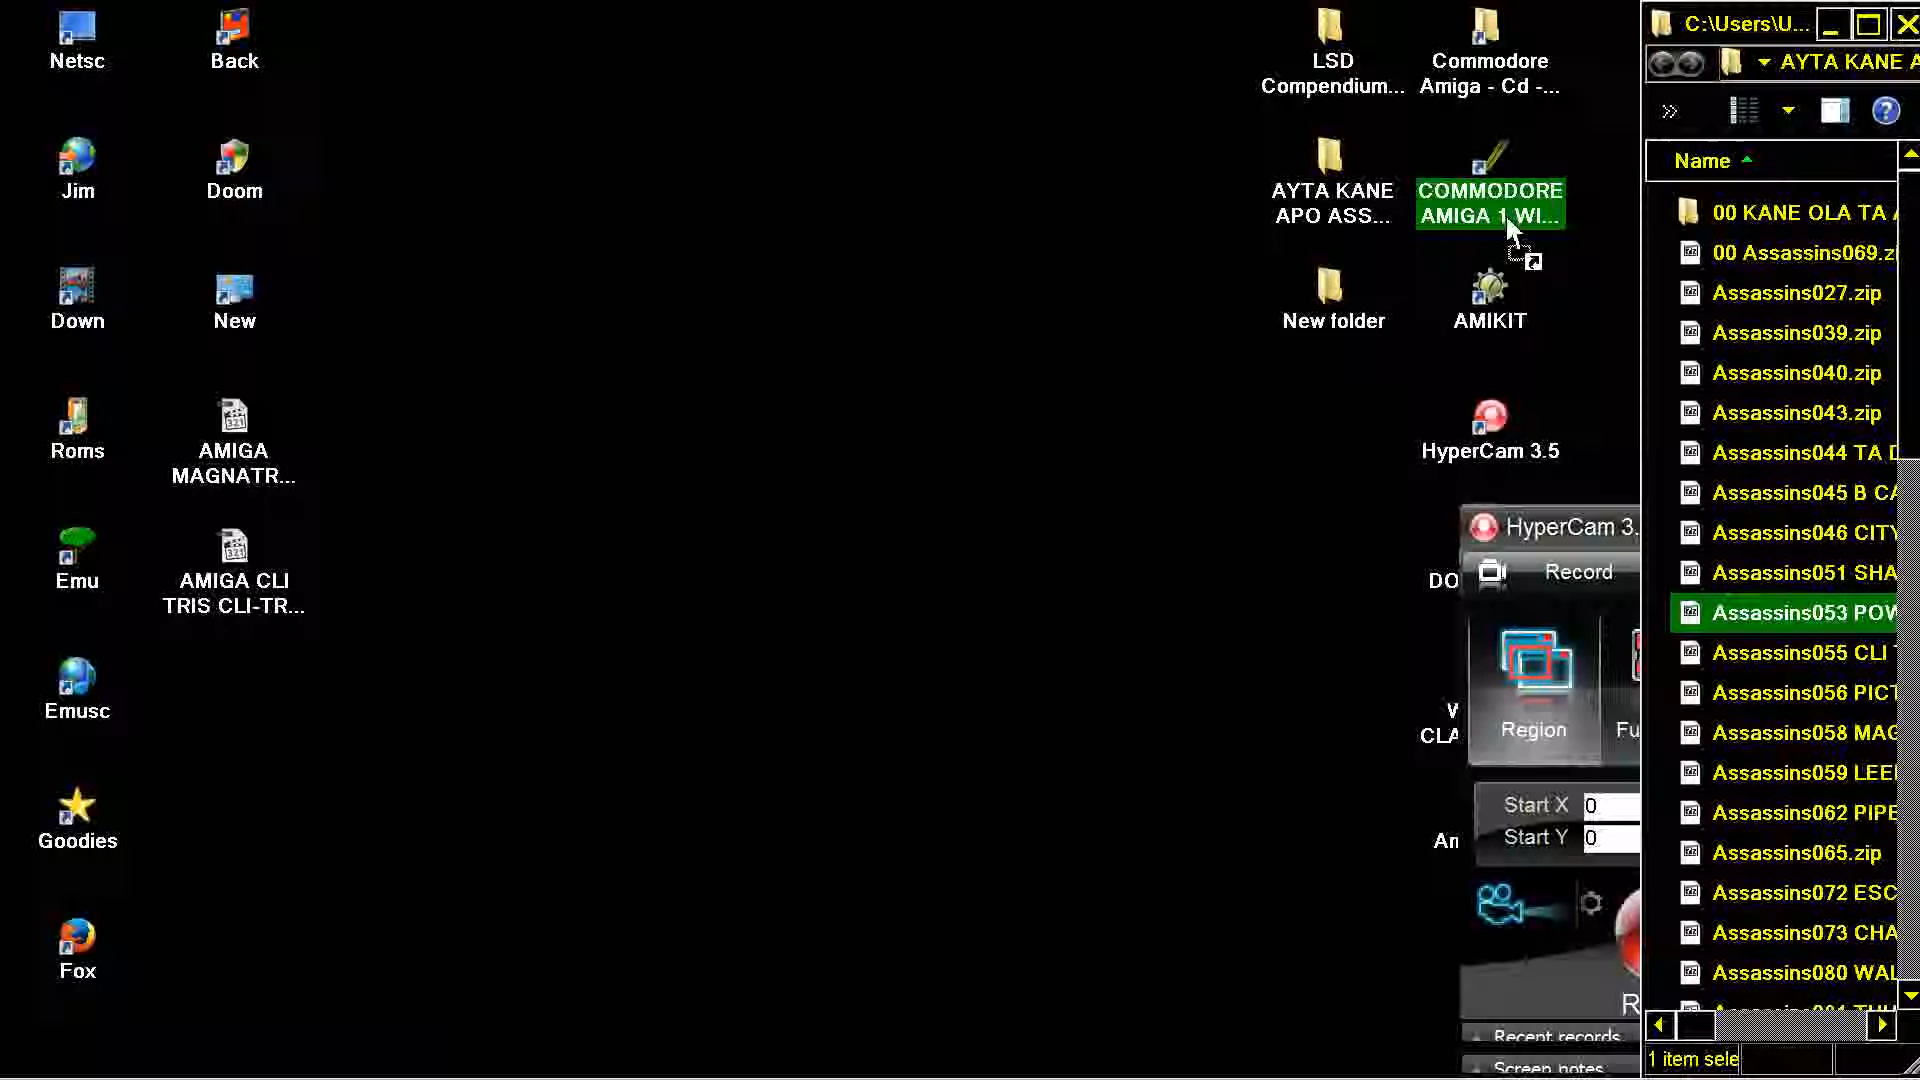 Netsc
Back
Jim
Doom
Down
New
Roms
AMIGA
MAGNATR...
Emu
AMIGA CLI
TRIS CLI-TR...
Emusc
Goodies
Fox
LSD
Compendium...
Commodore
Amiga - Cd -...
AYTA KANE
APO ASS...
COMMODORE
AMIGA 1 WI...
New folder
AMIKIT
HyperCam 3.5
DO
CLA
An
HyperCam 3.
Record
Region
Fu
Start X 0
Start Y 0
R
Recent records
Screen notes
C:\Users\U...
AYTA KANE A
Name
00 KANE OLA TA
00 Assassins069.z
Assassins027.zip
Assassins039.zip
Assassins040.zip
Assassins043.zip
Assassins044 TA
Assassins045 B CA
Assassins046 CITY
Assassins051 SHA
Assassins053 POW
Assassins055 CLI
Assassins056 PICT
Assassins058 MAG
Assassins059 LEE
Assassins062 PIPE
Assassins065.zip
Assassins072 ESC
Assassins073 CHA
Assassins080 WAL
1 item sele